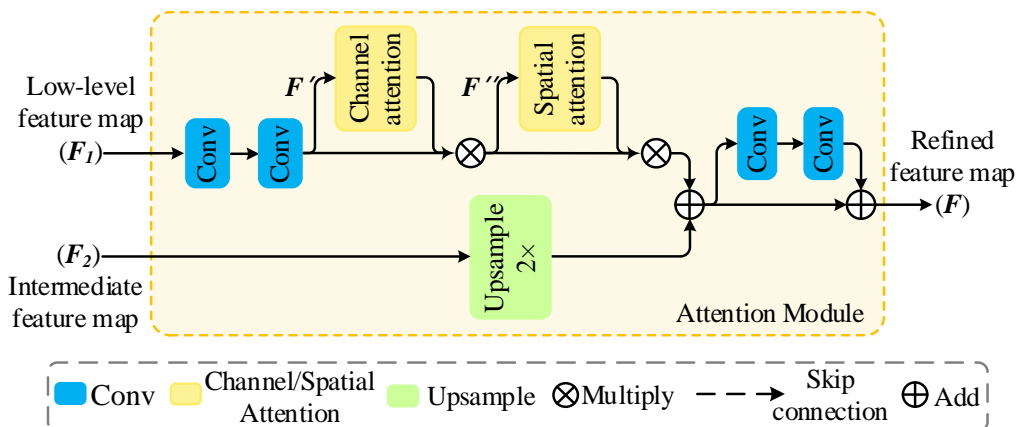 Low-level
feature map
(F₁)
Conv
Conv
F′
Channel
attention
F′′
Spatial
attention
Conv
Conv
Refined
feature map
(F)
(F₂)
Intermediate
feature map
Upsample
2×
Attention Module
Conv
Channel/Spatial
Attention
Upsample
Multiply
Skip
connection
Add